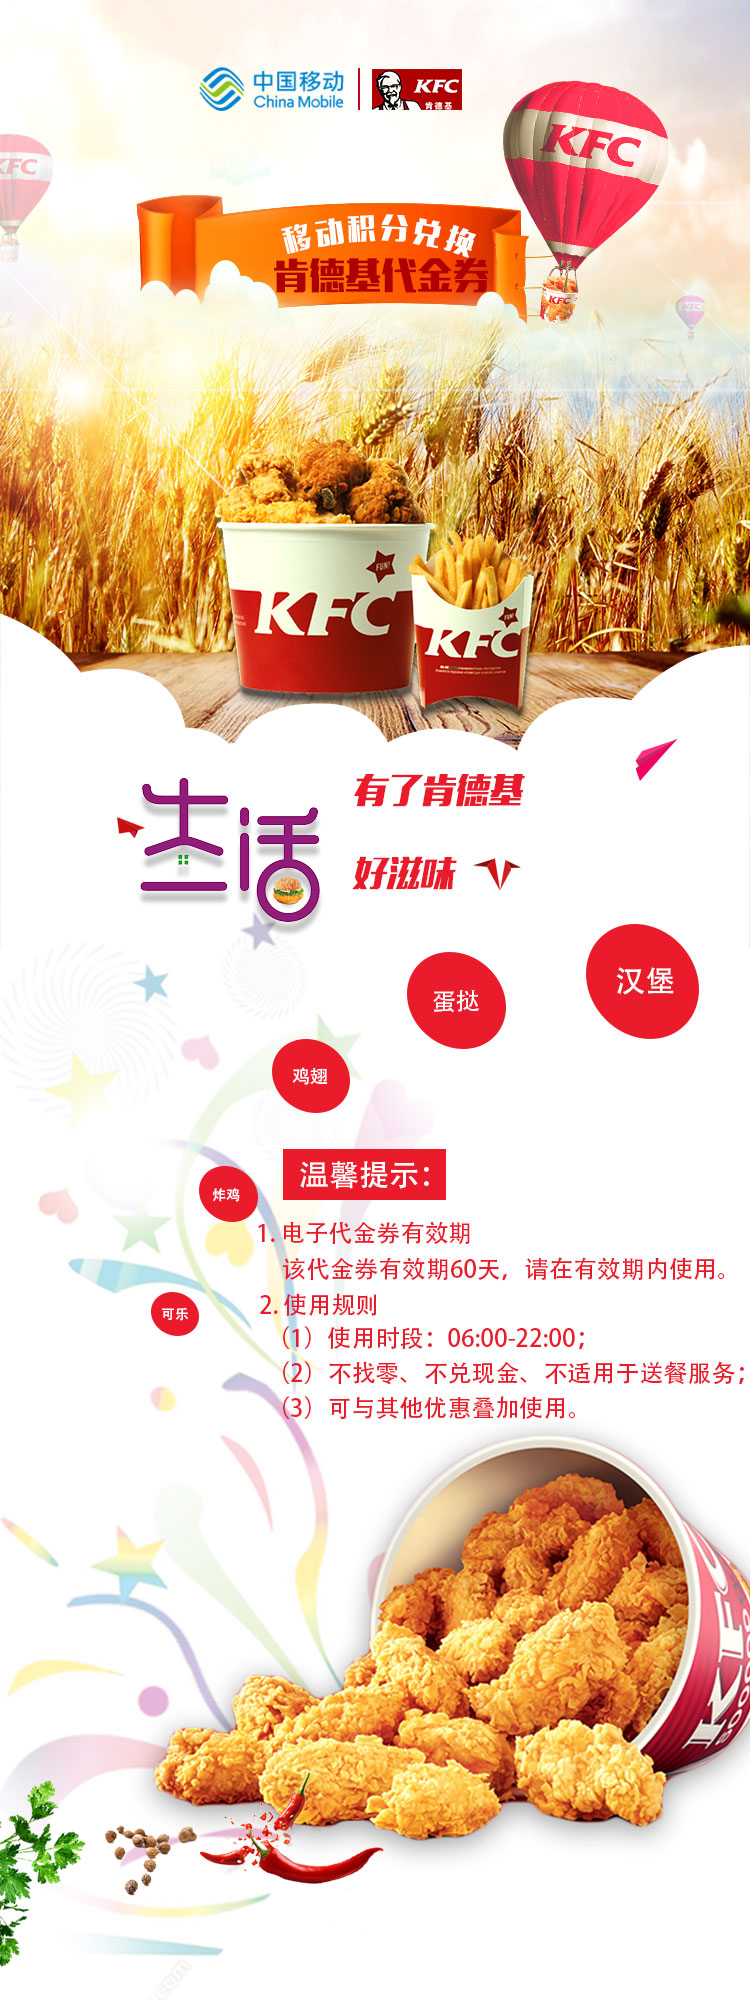 中国移动
China Mobile
KFC
肯德基
KFC
KFC
移动积分兑换
肯德基代金券
KFC
KFC
FUN!
KFC
FUN!
KFC
生活
有了肯德基
好滋味
汉堡
蛋挞
鸡翅
炸鸡
可乐
温馨提示：
1. 电子代金券有效期
该代金券有效期60天，请在有效期内使用。
2. 使用规则
（1）使用时段：06:00-22:00；
（2）不找零、不兑现金、不适用于送餐服务；
（3）可与其他优惠叠加使用。
KFC